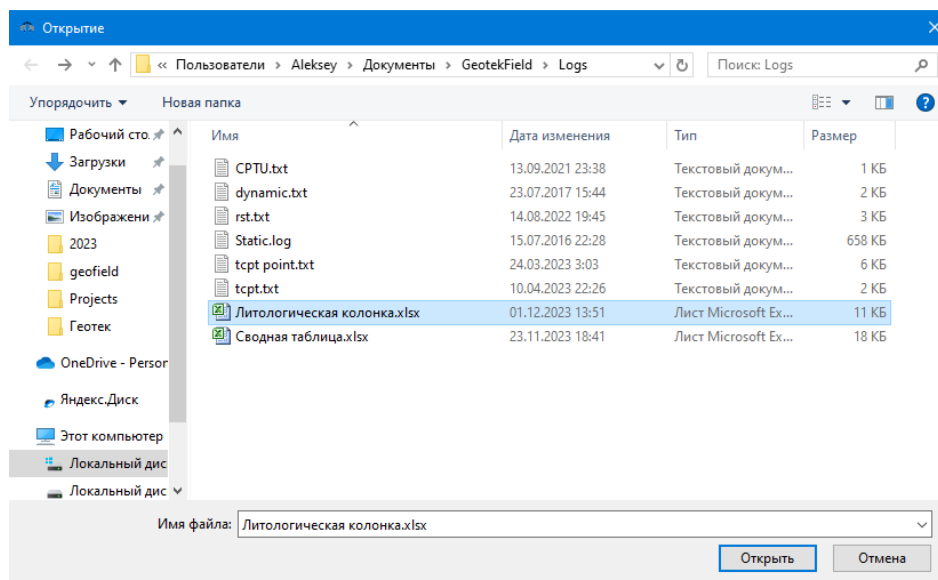 Открытие
« Пользователи › Aleksey › Документы › GeotekField › Logs Поиск: Logs
Упорядочить Новая папка
Имя Дата изменения Тип Размер
Рабочий сто.
Загрузки CPTU.txt 13.09.2021 23:38 Текстовый докум... 1 КБ
Документы dynamic.txt 23.07.2017 15:44 Текстовый докум... 2 КБ
Изображени rst.txt 14.08.2022 19:45 Текстовый докум... 3 КБ
2023 Static.log 15.07.2016 22:28 Текстовый докум... 658 КБ
geofield tcpt point.txt 24.03.2023 3:03 Текстовый докум... 6 КБ
Projects tcpt.txt 10.04.2023 22:26 Текстовый докум... 2 КБ
Геотек Литологическая колонка.xlsx 01.12.2023 13:51 Лист Microsoft Ex... 11 КБ
Сводная таблица.xlsx 23.11.2023 18:41 Лист Microsoft Ex... 18 КБ
OneDrive - Person
Яндекс.Диск
Этот компьютер
Локальный дис
Локальный дис
Имя файла: Литологическая колонка.xlsx
Открыть Отмена